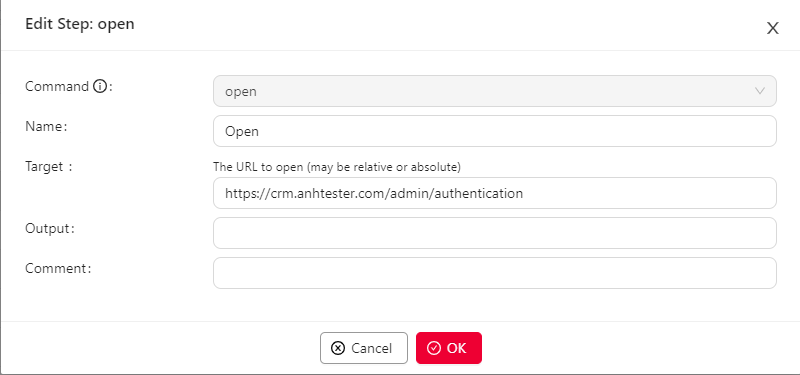 Edit Step: open
X
Command :
open
Name:
Open
Target :
The URL to open (may be relative or absolute)
https://crm.anhtester.com/admin/authentication
Output:
Comment:
Cancel
OK